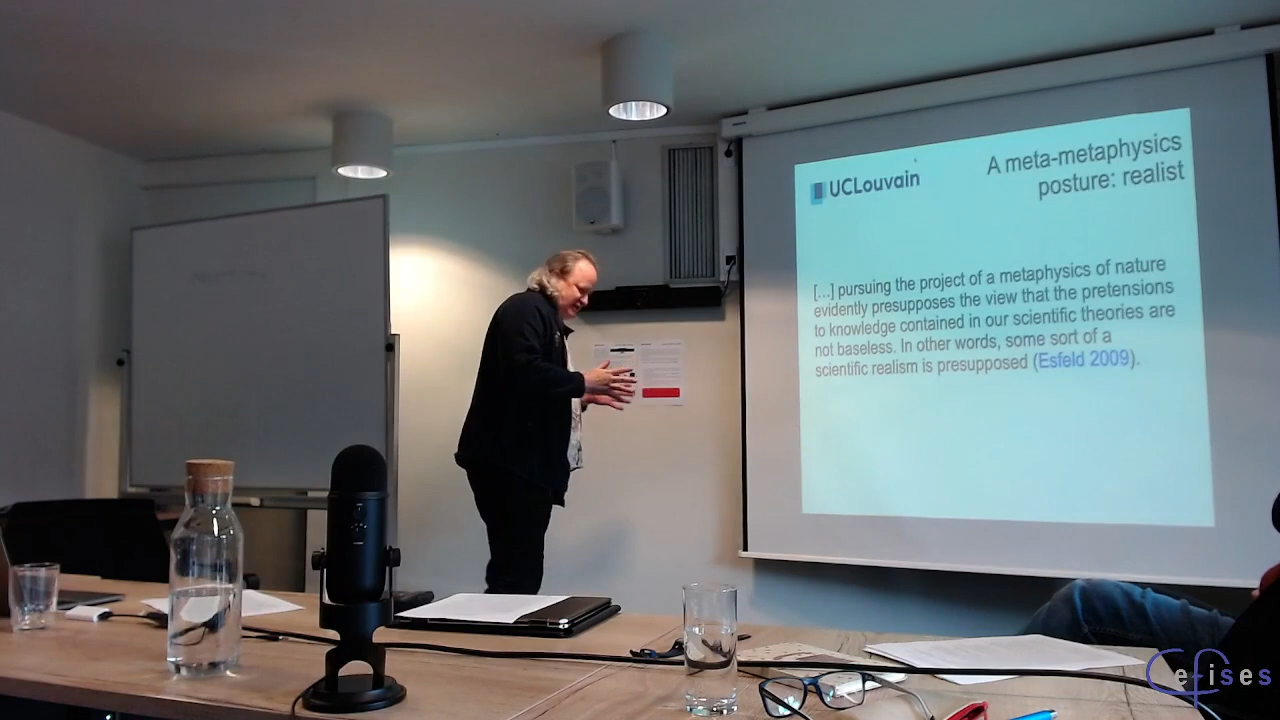 UCLouvain
A meta-metaphysics
posture: realist
[...] pursuing the project of a metaphysics of nature
evidently presupposes the view that the pretensions
to knowledge contained in our scientific theories are
not baseless. In other words, some sort of a
scientific realism is presupposed (Esfeld 2009).
Cefises